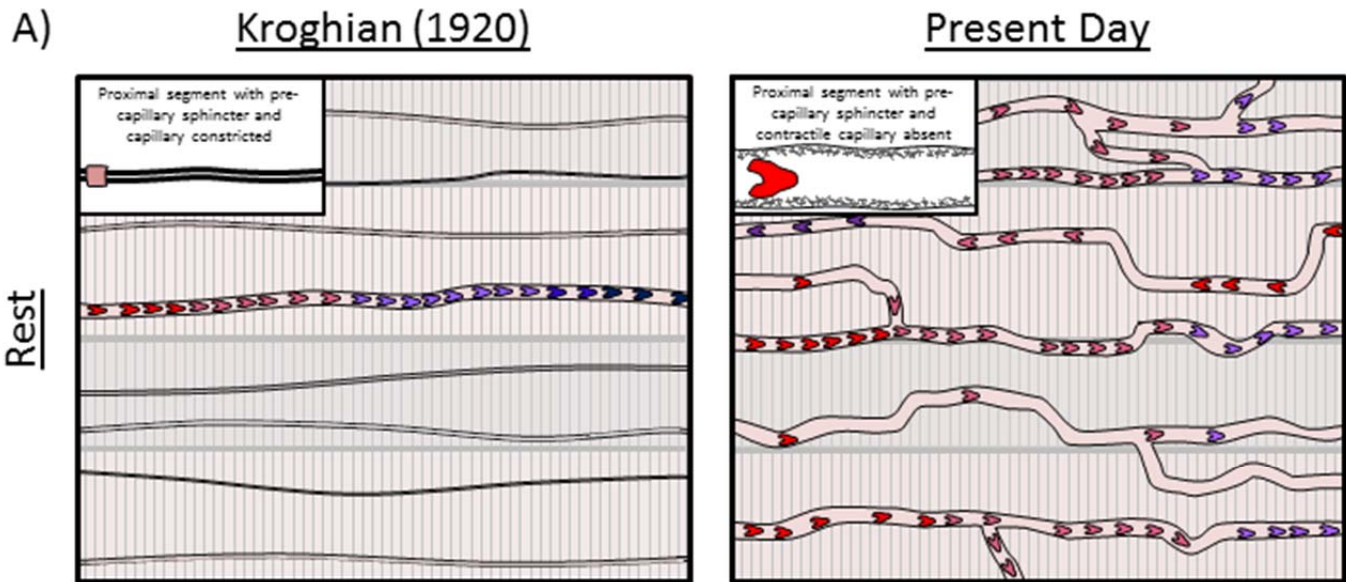 A)
Kroghian (1920)
Present Day
Proximal segment with pre-
capillary sphincter and
capillary constricted
Proximal segment with pre-
capillary sphincter and
contractile capillary absent
Rest